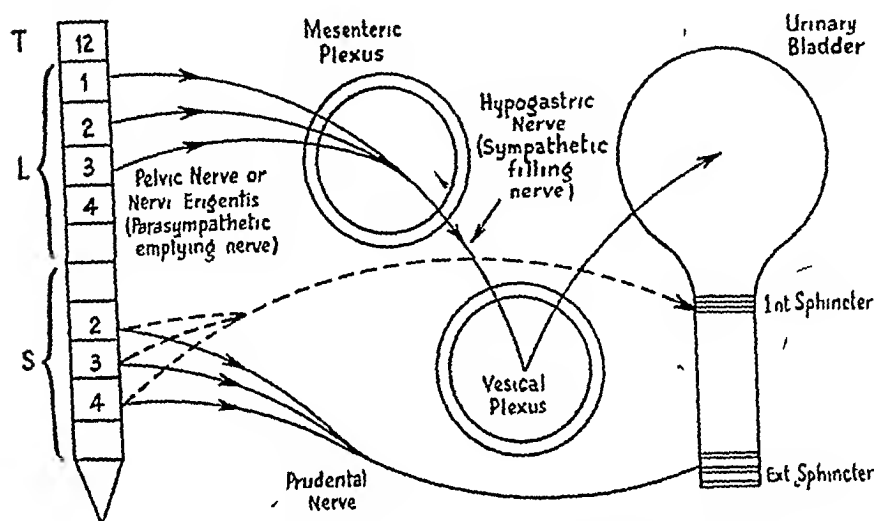 T
12
1
2
3
4
L
S
2
3
4
Mesenteric
Plexus
Urinary
Bladder
Hypogastric
Nerve
(Sympathetic
filling
nerve)
Pelvic Nerve or
Nervi Erigentis
(Parasympathetic
emptying nerve)
Int Sphincter
Vesical
Plexus
Prudental
Nerve
Ext Sphincter